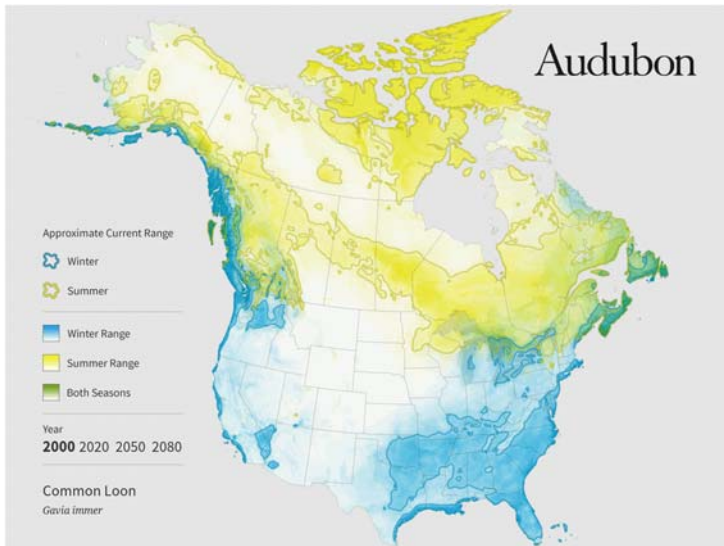 Audubon
Approximate Current Range
Winter
Summer
Winter Range
Summer Range
Both Seasons
Year
2000 2020 2050 2080
Common Loon
Gavia immer